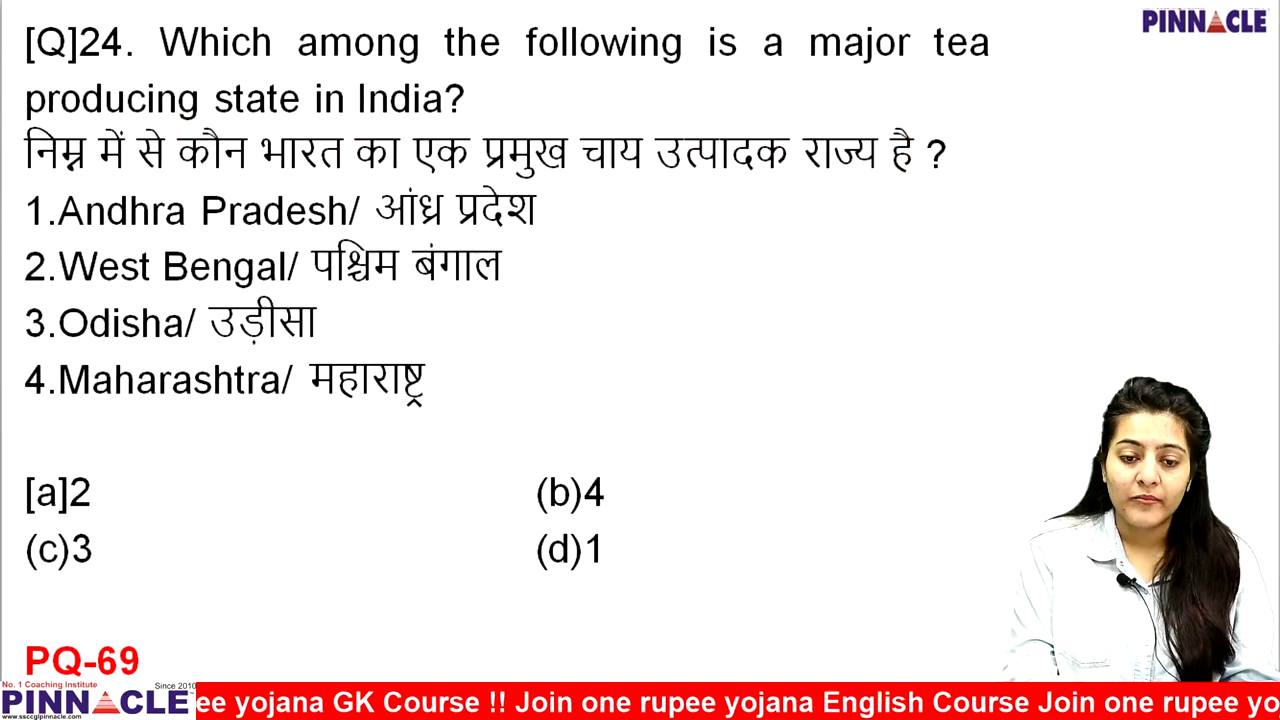 PINNACLE
[Q]24. Which among the following is a major tea
producing state in India?
निम्न में से कौन भारत का एक प्रमुख चाय उत्पादक राज्य है ?
1.Andhra Pradesh/ आंध्र प्रदेश
2.West Bengal/ पश्चिम बंगाल
3.Odisha/ उड़ीसा
4.Maharashtra/ महाराष्ट्र
[a]2 (b)4
(c)3 (d)1
PQ-69
No. 1 Coaching Institute Since 2010
PINNACLE
www.ssccglpinnacle.com
ee yojana GK Course !! Join one rupee yojana English Course Join one rupee yo